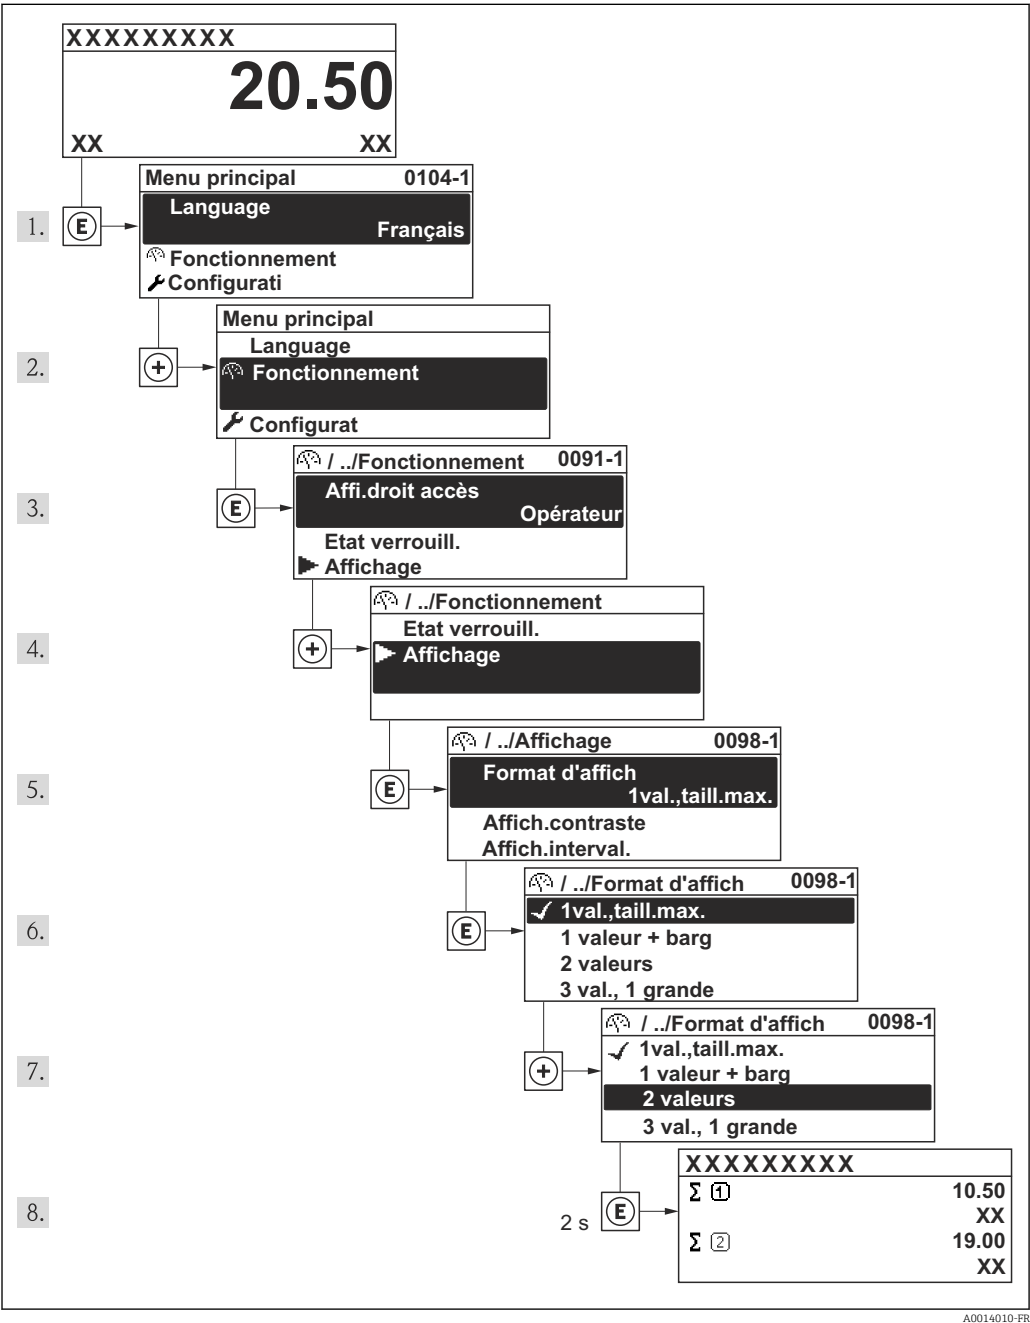 XXXXXXXXX
20.50
XX XX
Menu principal 0104-1
Language
Français
Fonctionnement
Configurati
1. E
Menu principal
Language
Fonctionnement
Configurat
2. +
/ ../Fonctionnement 0091-1
Affi.droit accès
Opérateur
Etat verrouill.
Affichage
3. E
/ ../Fonctionnement
Etat verrouill.
Affichage
4. +
/ ../Affichage 0098-1
Format d'affich
1val.,taill.max.
Affich.contraste
Affich.interval.
5. E
/ ../Format d'affich 0098-1
1val.,taill.max.
1 valeur + barg
2 valeurs
3 val., 1 grande
6. E
/ ../Format d'affich 0098-1
1val.,taill.max.
1 valeur + barg
2 valeurs
3 val., 1 grande
7. +
XXXXXXXXX
Σ 1 10.50
XX
Σ 2 19.00
XX
8. 2 s E
A0014010-FR